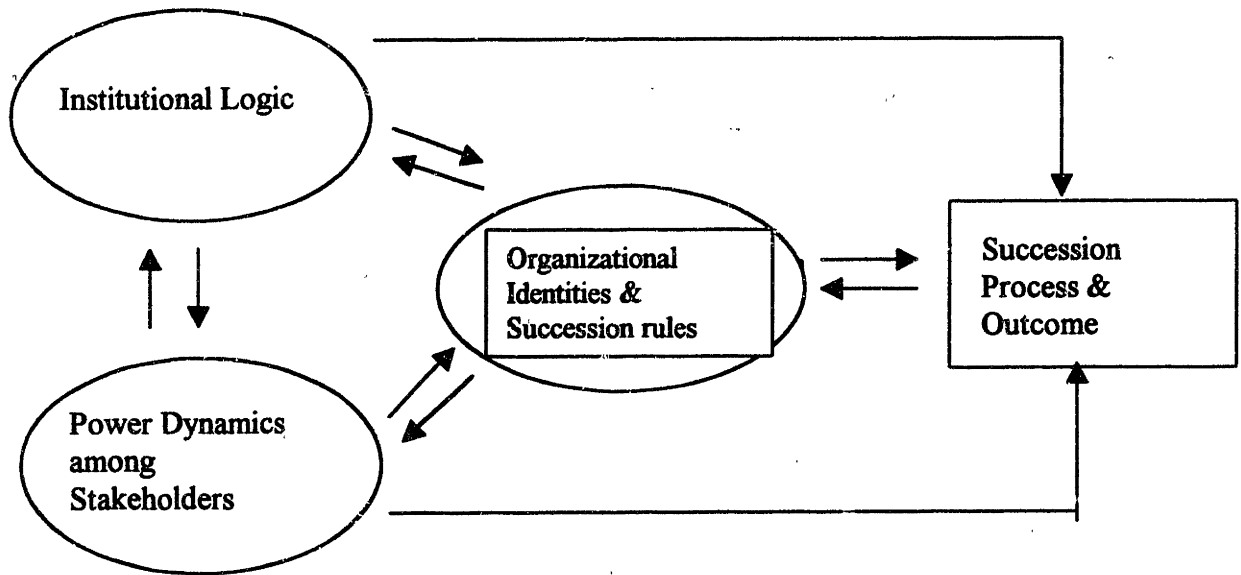 Institutional Logic
Organizational
Identities &
Succession rules
Succession
Process &
Outcome
Power Dynamics
among
Stakeholders